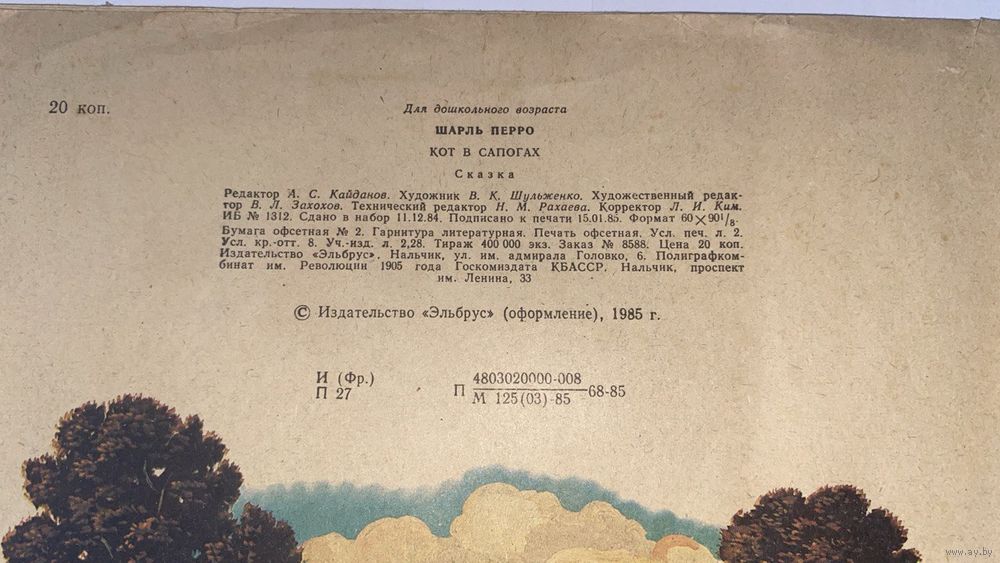 20 коп.
Для дошкольного возраста
ШАРЛЬ ПЕРРО
КОТ В САПОГАХ
Сказка
Редактор А. С. Кайданов. Художник В. К. Шульженко. Художественный редак-
тор В. Л. Захохов. Технический редактор Н. М. Рахаева. Корректор Л. И. Ким.
ИБ № 1312. Сдано в набор 11.12.84. Подписано к печати 15.01.85. Формат 60×90 1/8.
Бумага офсетная № 2. Гарнитура литературная. Печать офсетная. Усл. печ. л. 2.
Усл. кр.-отт. 8. Уч.-изд. л. 2,28. Тираж 400 000 экз. Заказ № 8588. Цена 20 коп.
Издательство «Эльбрус». Нальчик, ул. им. адмирала Головко, 6. Полиграфком-
бинат им. Революции 1905 года Госкомиздата КБАССР. Нальчик, проспект
им. Ленина, 33
© Издательство «Эльбрус» (оформление), 1985 г.
И (Фр.)
П 27
П 4803020000-008
М 125(03)-85 68-85
www.ay.by